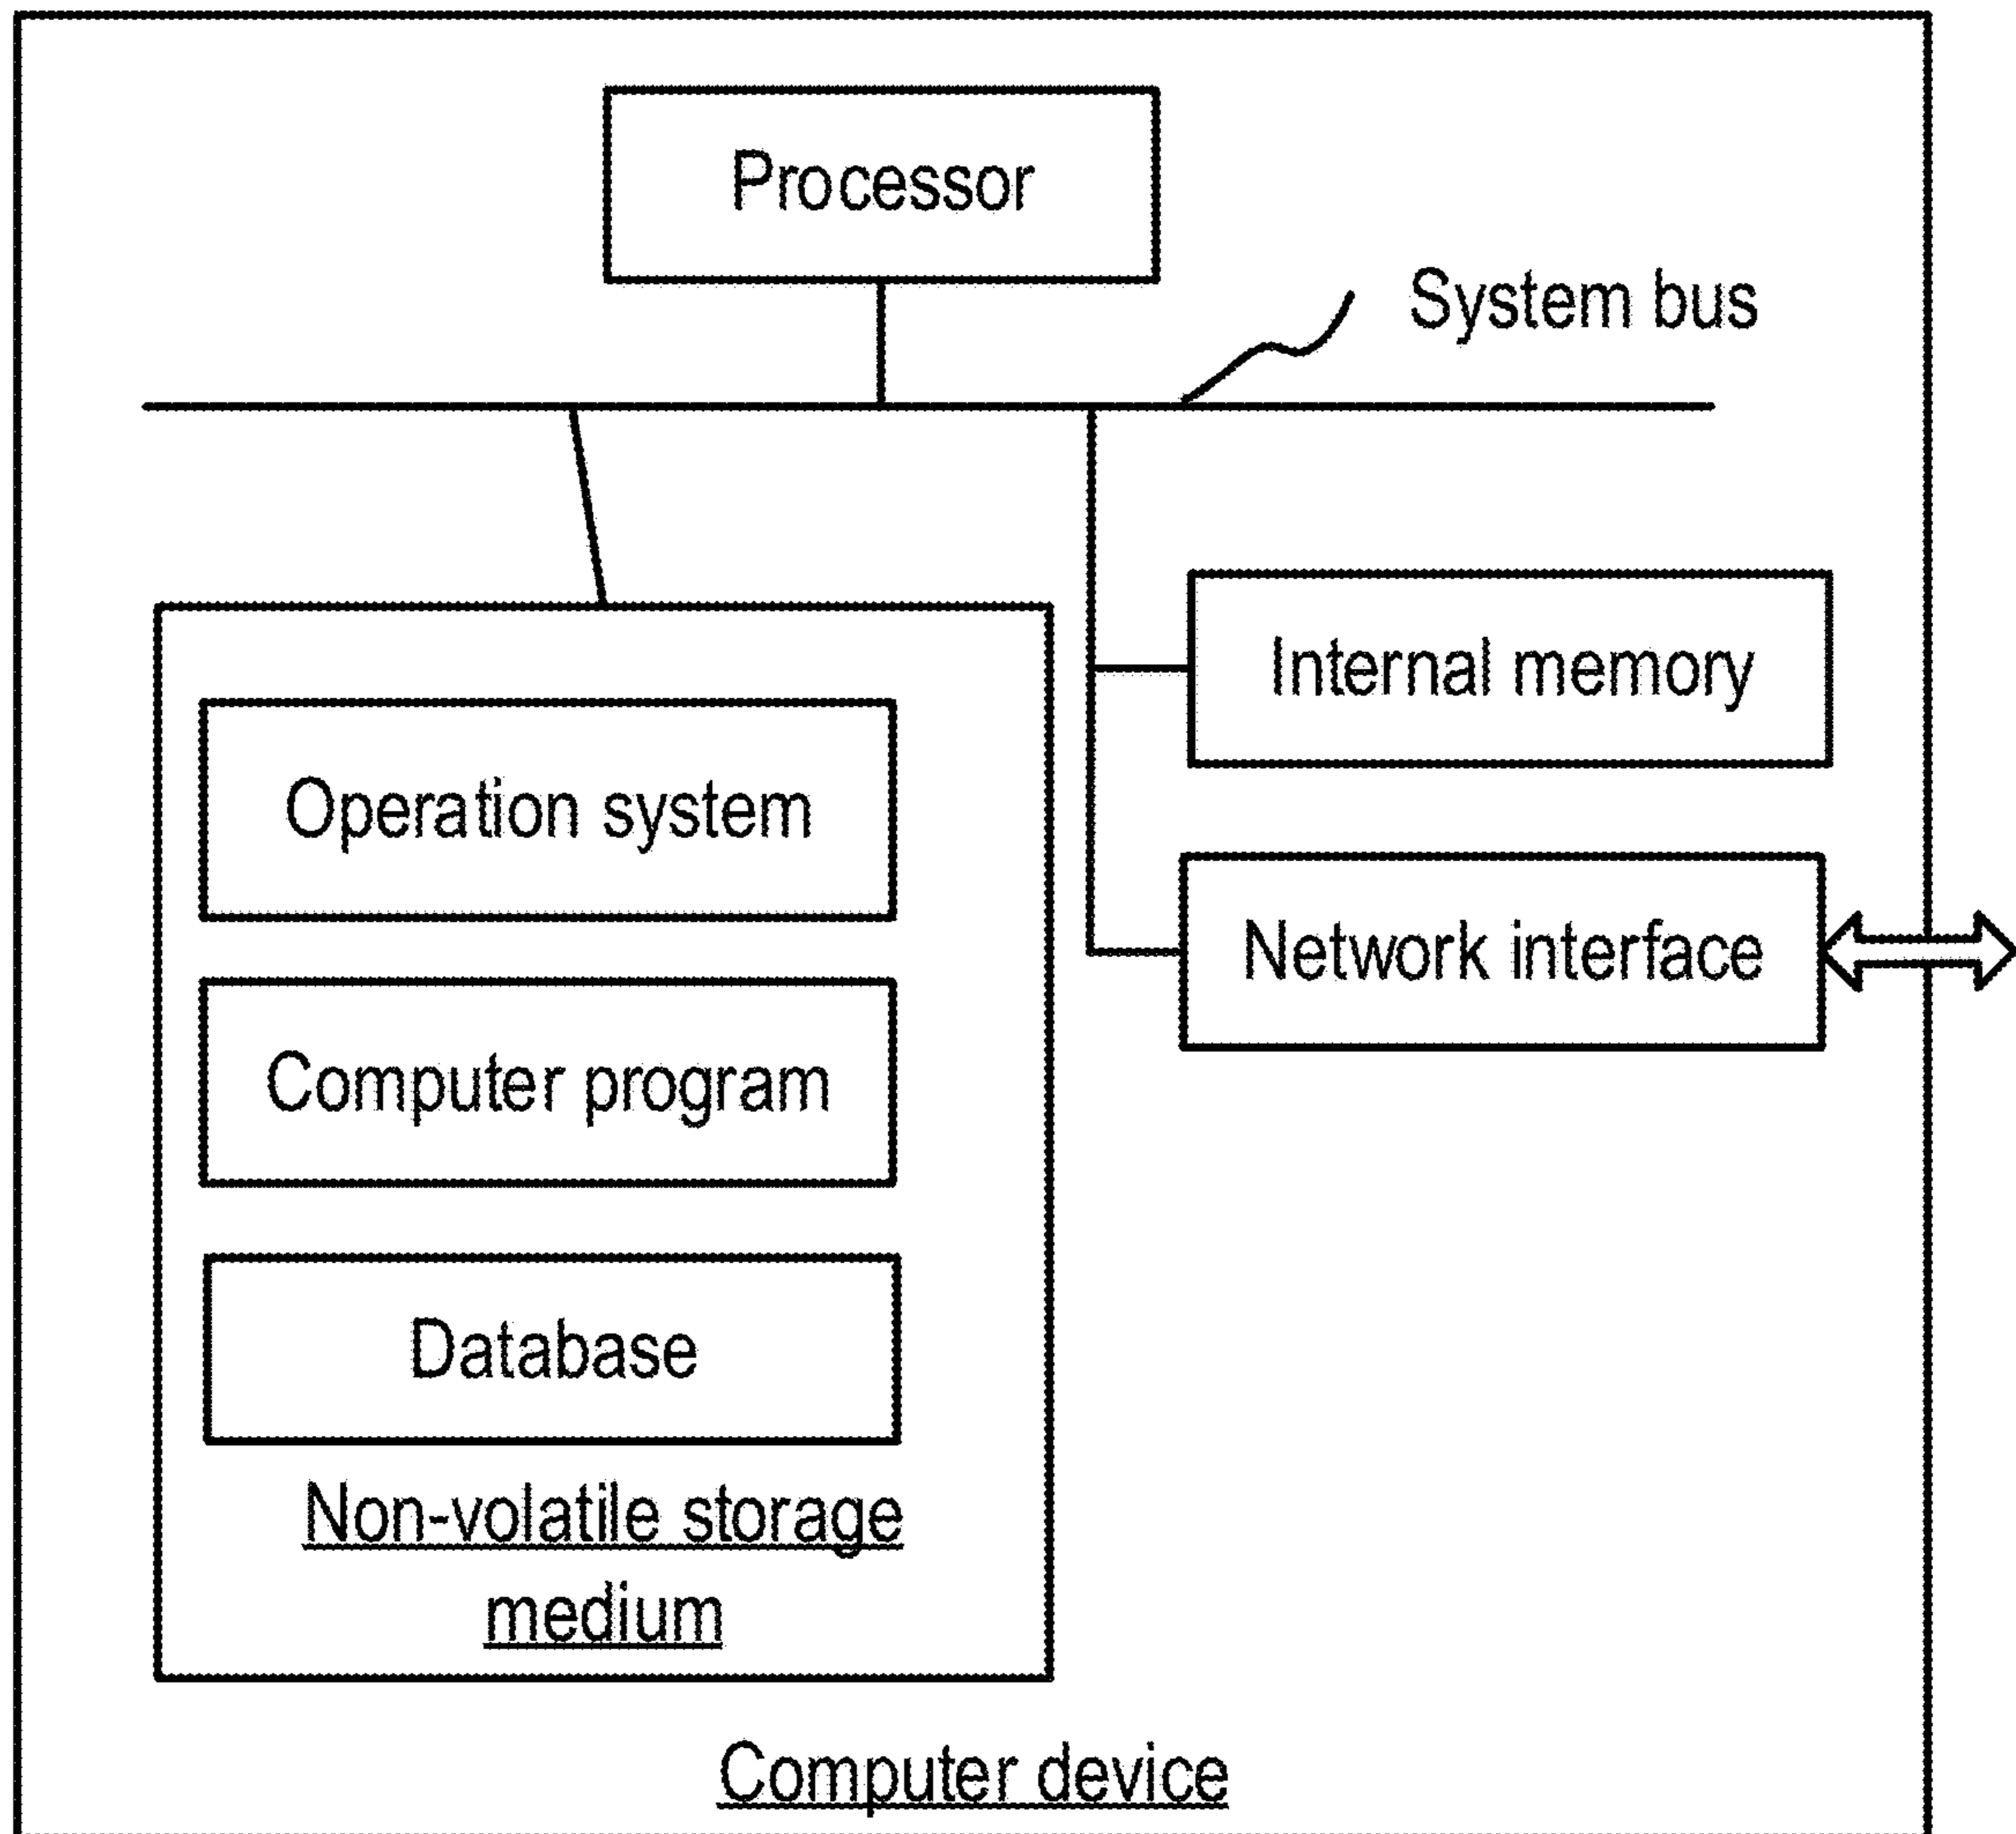 Processor
System bus
Internal memory
Operation system
Network interface
Computer program
Database
Non-volatile storage
medium
Computer device